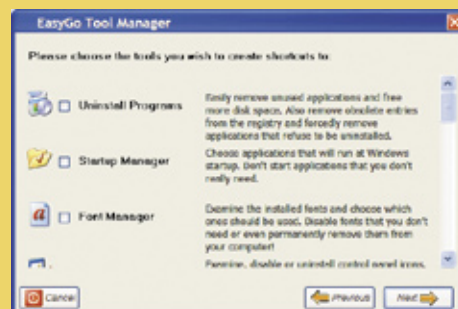 EasyGo Tool Manager
Please choose the tools you wish to create shortcuts to:
Uninstall Programs
Easily remove unused applications and free
more disk space. Also remove obsolete entries
from the registry and forcedly remove
applications that refuse to be uninstalled.
Startup Manager
Choose applications that will run at Windows
startup. Don't start applications that you don't
really need.
Font Manager
Examine the installed fonts and choose which
ones should be used. Disable fonts that you don't
need or even permanently remove them from
your computer!
Examine, disable or uninstall control panel icons.
Cancel
Previous
Next